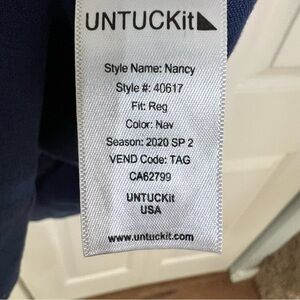 UNTUCKit
Style Name: Nancy
Style #: 40617
Fit: Reg
Color: Nav
Season: 2020 SP 2
VEND Code: TAG
CA62799
UNTUCKit
USA
www.untuckit.com